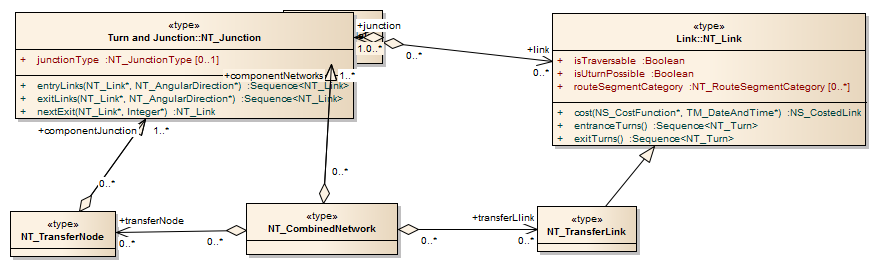 «type»
Turn and Junction::NT_Junction
+ junctionType :NT_JunctionType [0..1]
+ entryLinks(NT_Link*, NT_AngularDirection*) :Sequence<NT_Link>
+ exitLinks(NT_Link*, NT_AngularDirection*) :Sequence<NT_Link>
+ nextExit(NT_Link*, Integer*) :NT_Link
+junction
1.0..*
0..*
+link
0..*
«type»
Link::NT_Link
+ isTraversable :Boolean
+ isUturnPossible :Boolean
+ routeSegmentCategory :NT_RouteSegmentCategory [0..*]
+ cost(NS_CostFunction*, TM_DateAndTime*) :NS_CostedLink
+ entranceTurns() :Sequence<NT_Turn>
+ exitTurns() :Sequence<NT_Turn>
+componentNetworks
1..*
+componentJunction
1..*
0..*
0..*
«type»
NT_TransferNode
+transferNode
0..*
0..*
«type»
NT_CombinedNetwork
+transferLlink
0..*
0..*
«type»
NT_TransferLink